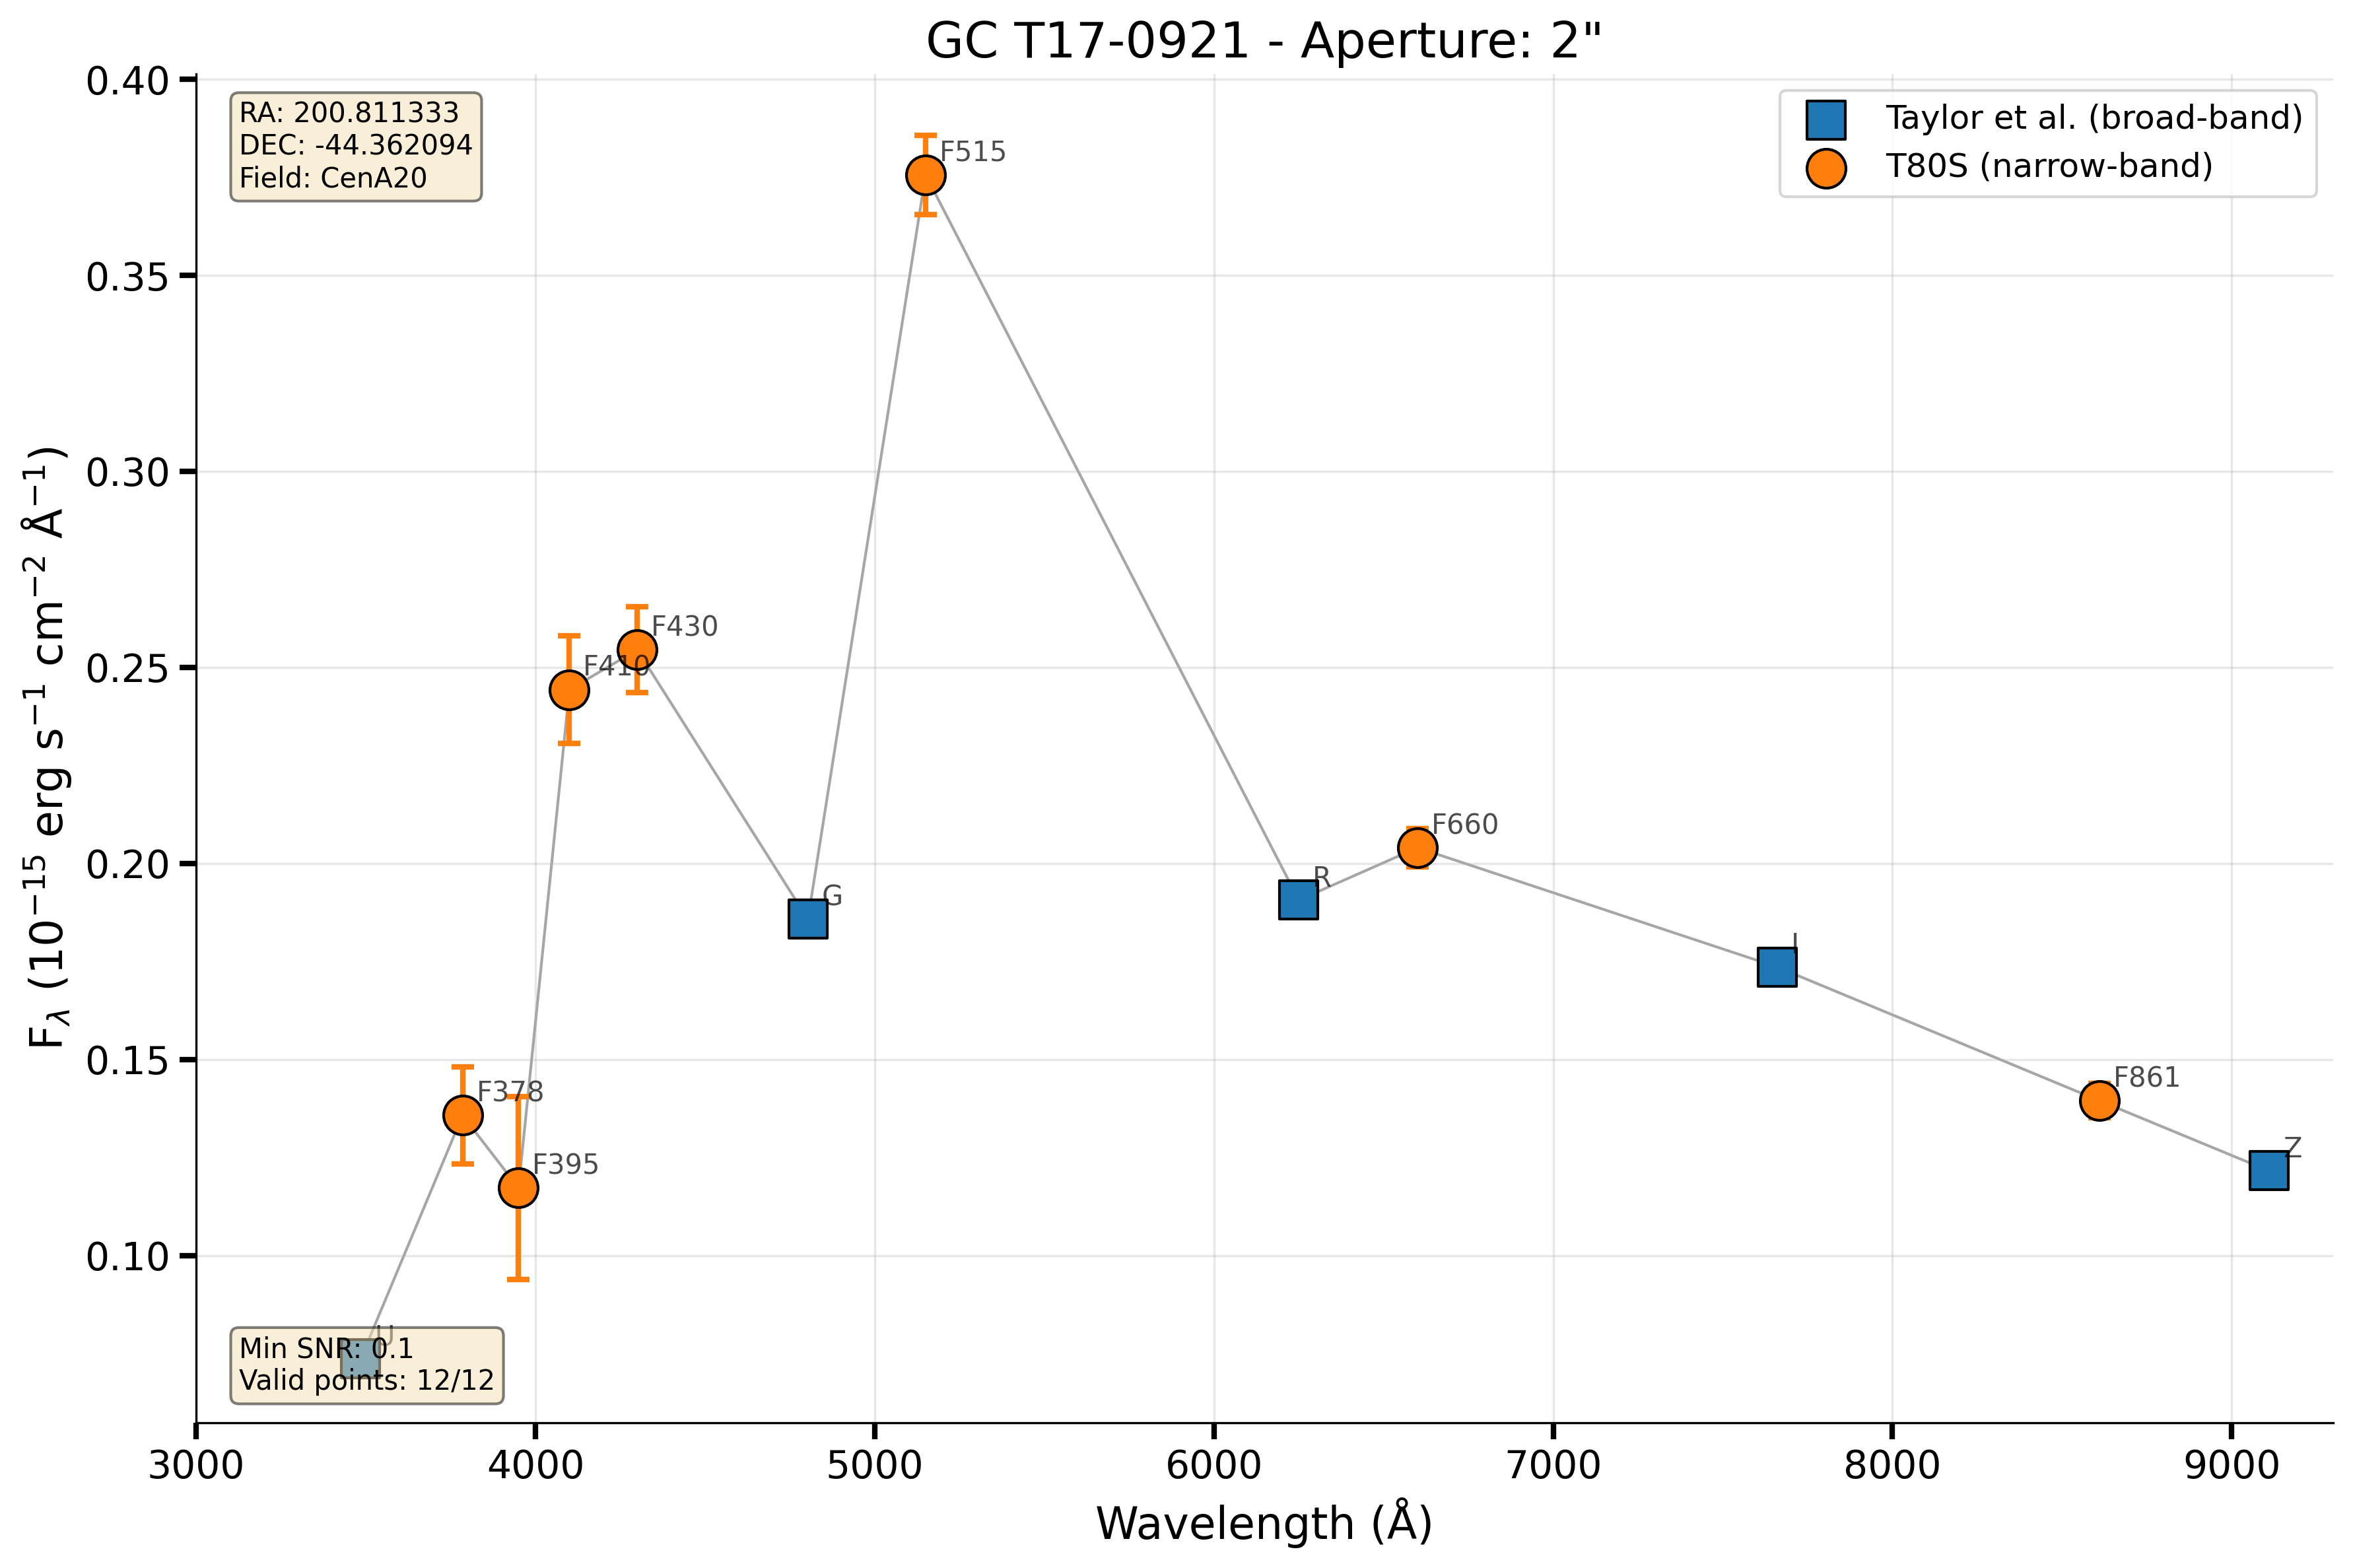 GC T17-0921 - Aperture: 2"
RA: 200.811333
DEC: -44.362094
Field: CenA20
Taylor et al. (broad-band)
T80S (narrow-band)
0.40
0.35
0.30
0.25
0.20
0.15
0.10
F515
F430
F410
G
R
F660
I
F378
F395
F861
Z
U
Min SNR: 0.1
Valid points: 12/12
3000
4000
5000
6000
7000
8000
9000
Wavelength (Å)
Fλ (10⁻¹⁵ erg s⁻¹ cm⁻² Å⁻¹)